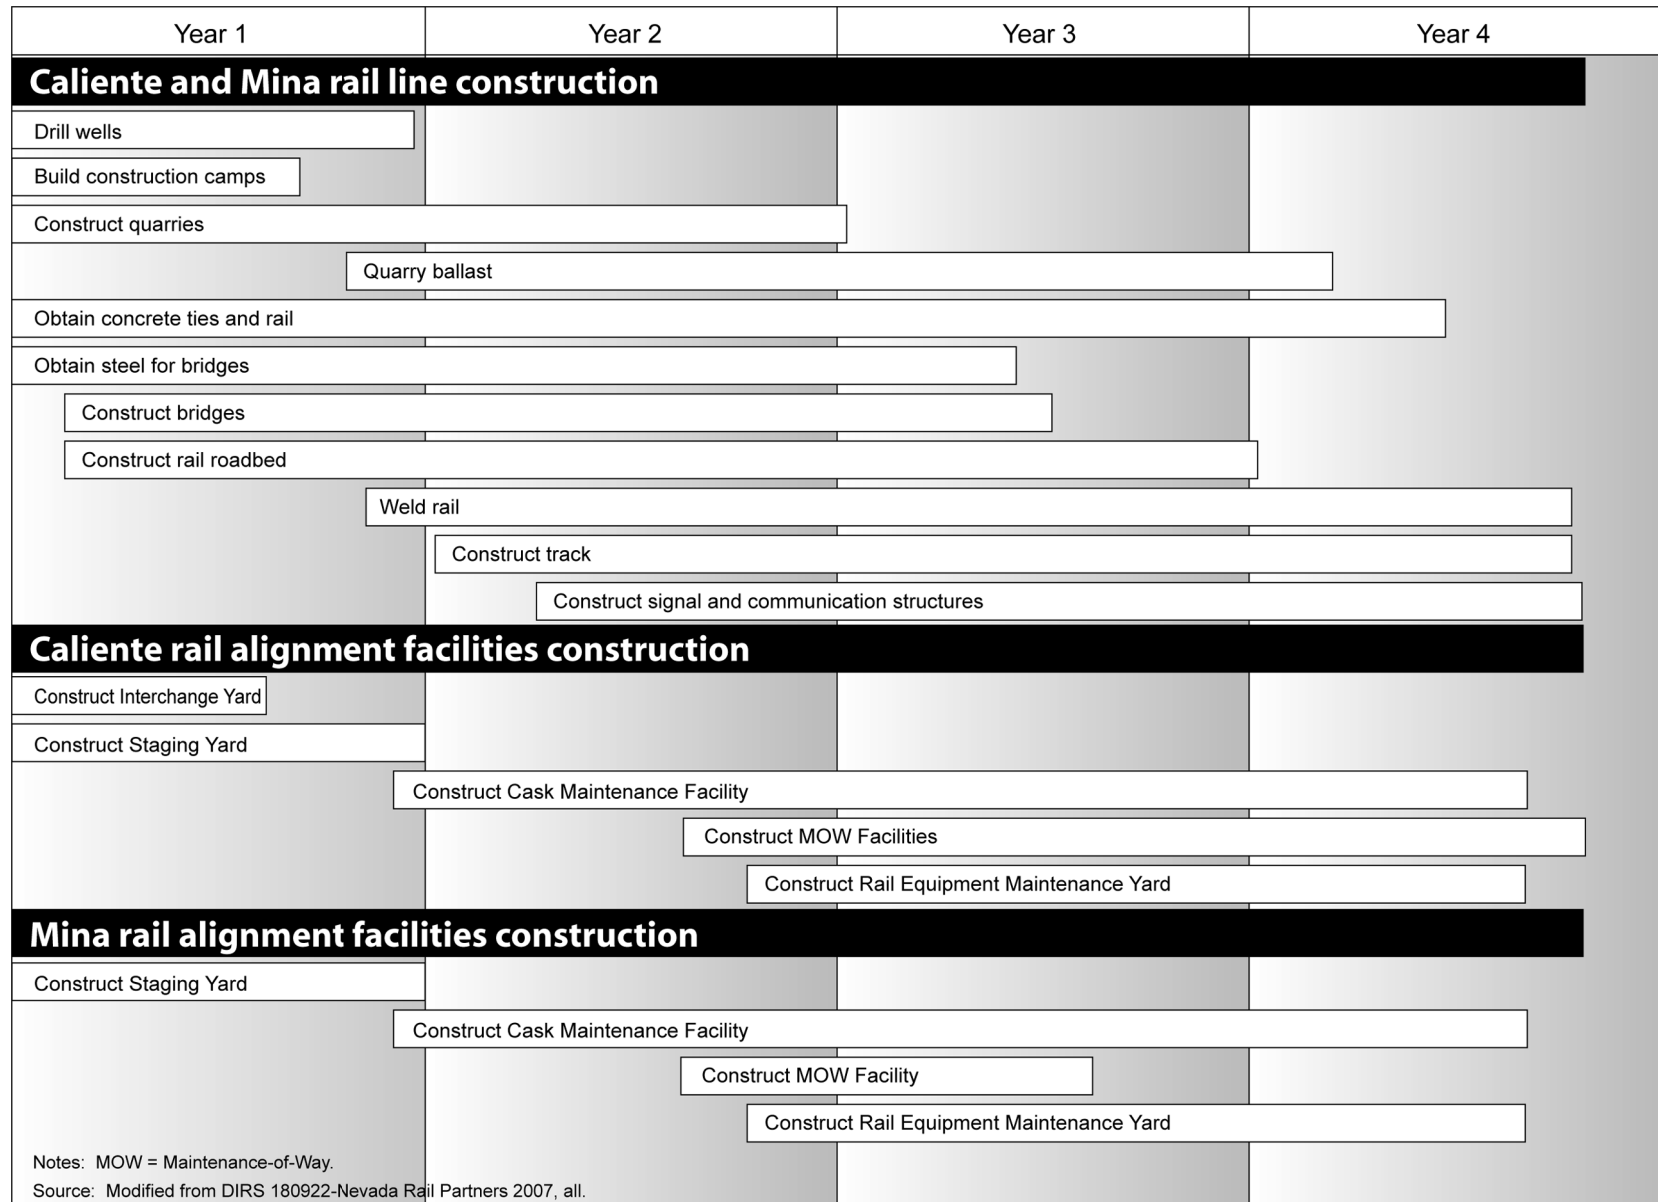 Year 1 Year 2 Year 3 Year 4
Caliente and Mina rail line construction
Drill wells
Build construction camps
Construct quarries
Quarry ballast
Obtain concrete ties and rail
Obtain steel for bridges
Construct bridges
Construct rail roadbed
Weld rail
Construct track
Construct signal and communication structures
Caliente rail alignment facilities construction
Construct Interchange Yard
Construct Staging Yard
Construct Cask Maintenance Facility
Construct MOW Facilities
Construct Rail Equipment Maintenance Yard
Mina rail alignment facilities construction
Construct Staging Yard
Construct Cask Maintenance Facility
Construct MOW Facility
Construct Rail Equipment Maintenance Yard
Notes: MOW = Maintenance-of-Way.
Source: Modified from DIRS 180922-Nevada Rail Partners 2007, all.